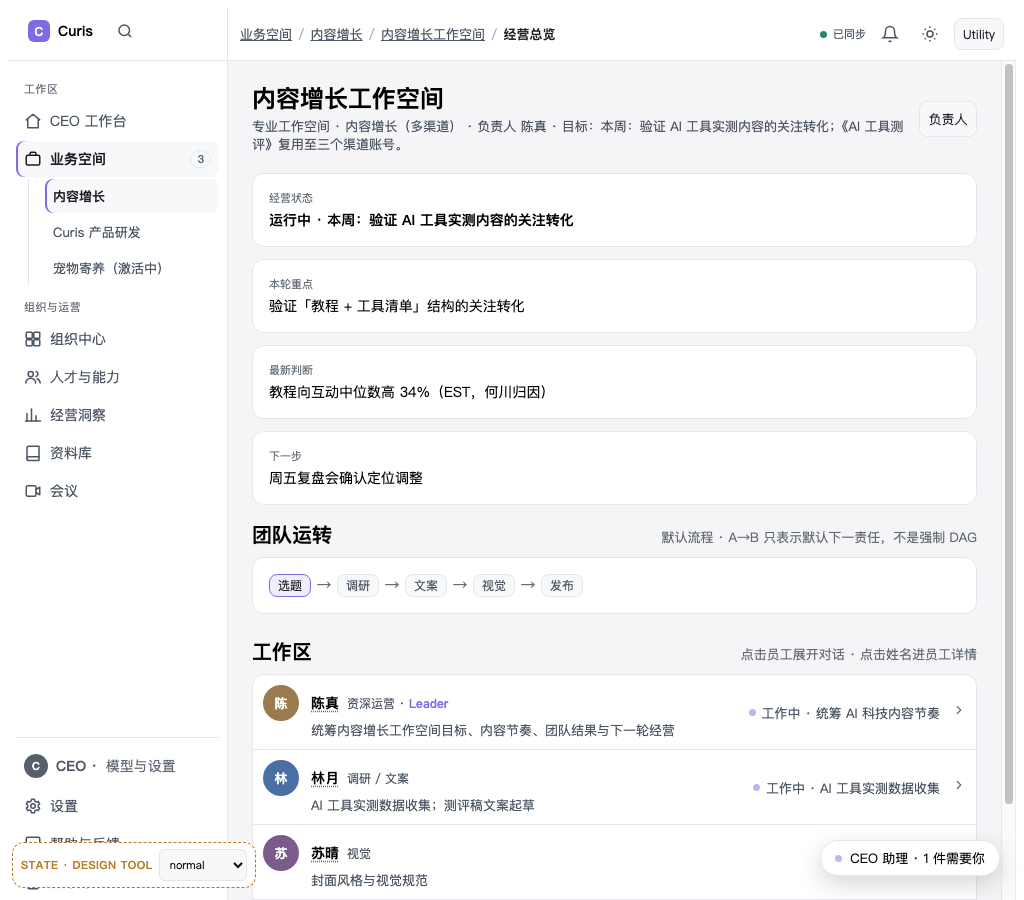 C Curis
业务空间 / 内容增长 / 内容增长工作空间 / 经营总览
已同步
Utility
工作区
CEO 工作台
业务空间 3
内容增长
Curis 产品研发
宠物寄养（激活中）
组织与运营
组织中心
人才与能力
经营洞察
资料库
会议
C CEO · 模型与设置
设置
帮助与反馈
STATE · DESIGN TOOL normal
内容增长工作空间
专业工作空间 · 内容增长（多渠道） · 负责人 陈真 · 目标：本周：验证 AI 工具实测内容的关注转化；《AI 工具测
评》复用至三个渠道账号。
负责人
经营状态
运行中 · 本周：验证 AI 工具实测内容的关注转化
本轮重点
验证「教程 + 工具清单」结构的关注转化
最新判断
教程向互动中位数高 34%（EST，何川归因）
下一步
周五复盘会确认定位调整
团队运转
默认流程 · A→B 只表示默认下一责任，不是强制 DAG
选题 → 调研 → 文案 → 视觉 → 发布
工作区
点击员工展开对话 · 点击姓名进员工详情
陈 陈真 资深运营 · Leader
统筹内容增长工作空间目标、内容节奏、团队结果与下一轮经营
工作中 · 统筹 AI 科技内容节奏
林 林月 调研 / 文案
AI 工具实测数据收集；测评稿文案起草
工作中 · AI 工具实测数据收集
苏 苏晴 视觉
封面风格与视觉规范
CEO 助理 · 1 件需要你